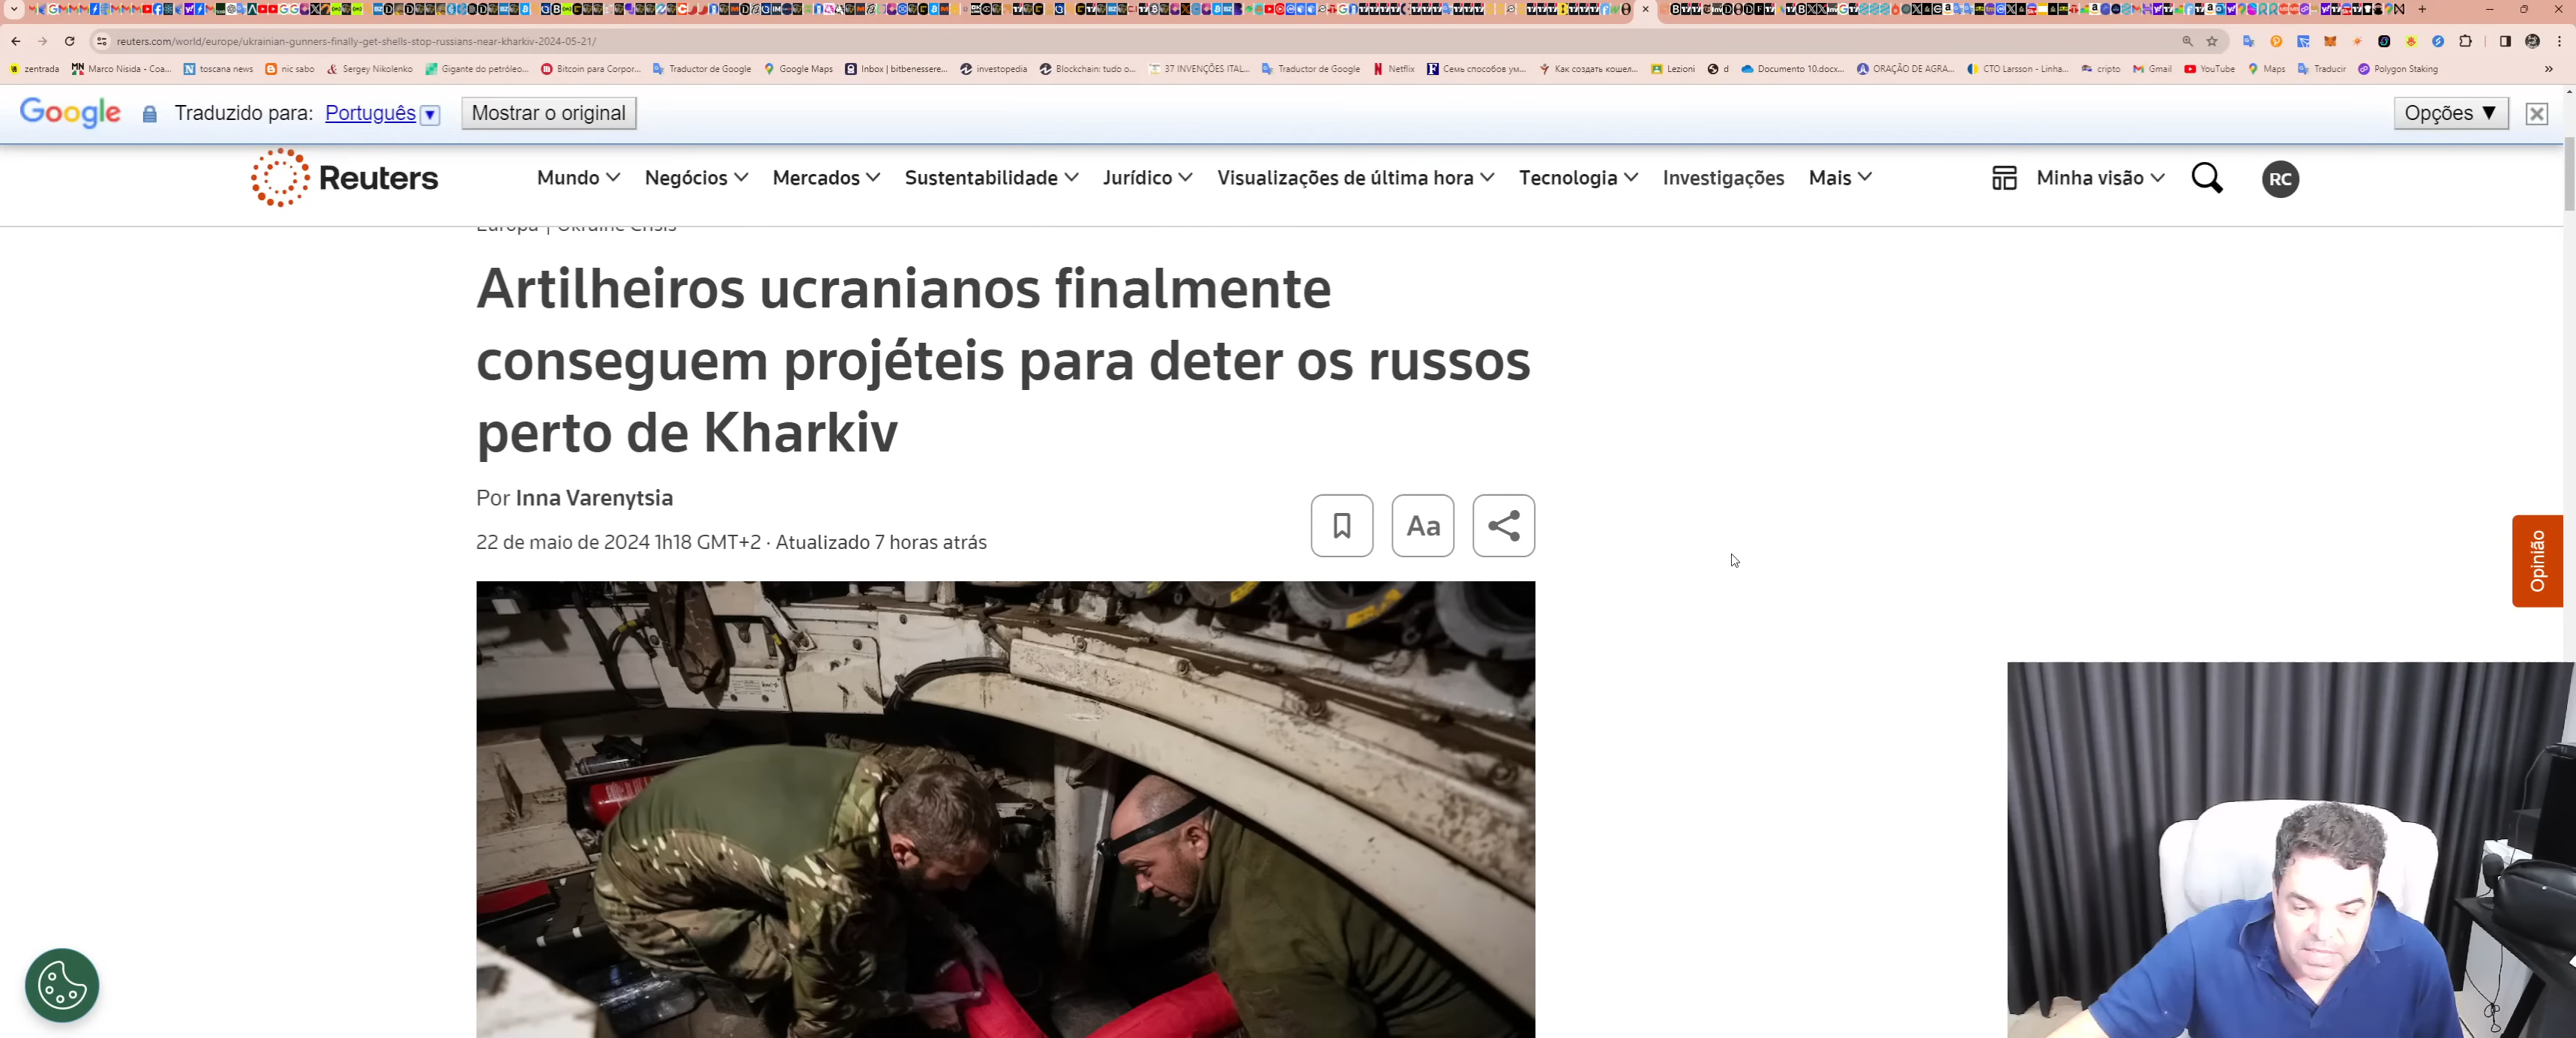 reuters.com/world/europe/ukrainian-gunners-finally-get-shells-stop-russians-near-kharkiv-2024-05-21/
zentrada Marco Nisida - Coa... toscana news nic sabo Sergey Nikolenko Gigante do petróleo... Bitcoin para Corpor... Traductor de Google Google Maps Inbox | bitbenessere... investopedia Blockchain: tudo o... 37 INVENÇÕES ITAL... Traductor de Google Netflix Семь способов ум... Как создать кошел... Lezioni d Documento 10.docx... ORAÇÃO DE AGRA... CTO Larsson - Linha... cripto Gmail YouTube Maps Traducir Polygon Staking
Google Traduzido para: Português Mostrar o original Opções ▼
Reuters Mundo Negócios Mercados Sustentabilidade Jurídico Visualizações de última hora Tecnologia Investigações Mais Minha visão RC
Europa | Ukraine Crisis
Artilheiros ucranianos finalmente
conseguem projéteis para deter os russos
perto de Kharkiv
Por Inna Varenytsia
22 de maio de 2024 1h18 GMT+2 · Atualizado 7 horas atrás
Aa
Opinião